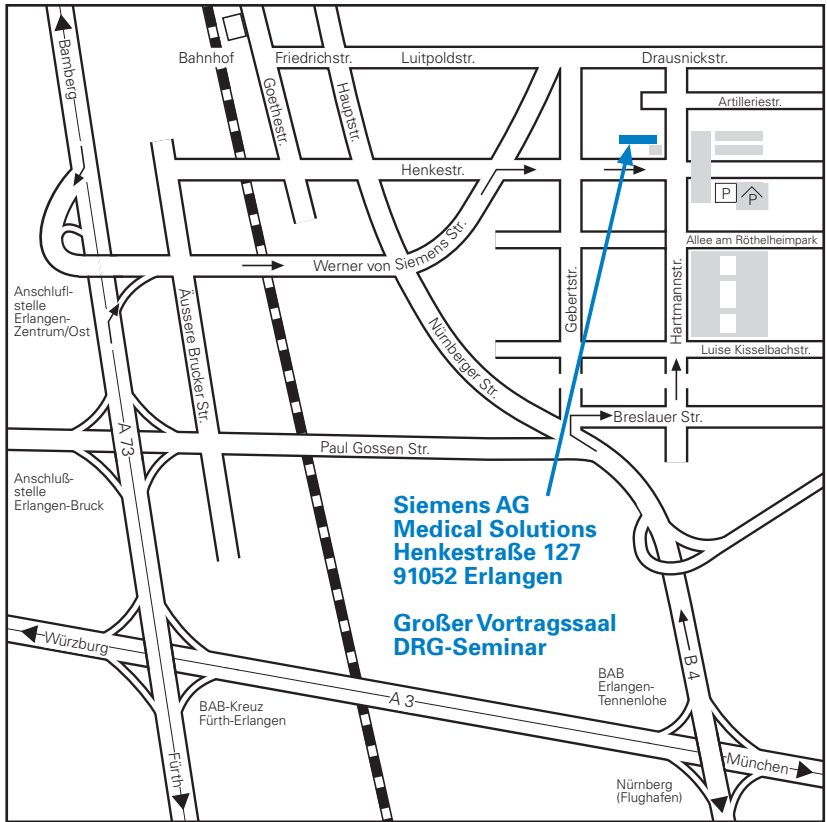 Bahnhof
Friedrichstr.
Luitpoldstr.
Drausnickstr.
Bamberg
Goethestr.
Hauptstr.
Artilleriestr.
Henkestr.
P
P
Werner von Siemens Str.
Allee am Röthelheimpark
Anschlufl-
stelle
Erlangen-
Zentrum/Ost
Äussere Brucker Str.
Nürnberger Str.
Gebertstr.
Hartmannstr.
Luise Kisselbachstr.
Breslauer Str.
A 73
Paul Gossen Str.
Anschluß-
stelle
Erlangen-Bruck
Siemens AG
Medical Solutions
Henkestraße 127
91052 Erlangen
Großer Vortragssaal
DRG-Seminar
Würzburg
BAB-Kreuz
Fürth-Erlangen
A 3
BAB
Erlangen-
Tennenlohe
B 4
Fürth
München
Nürnberg
(Flughafen)